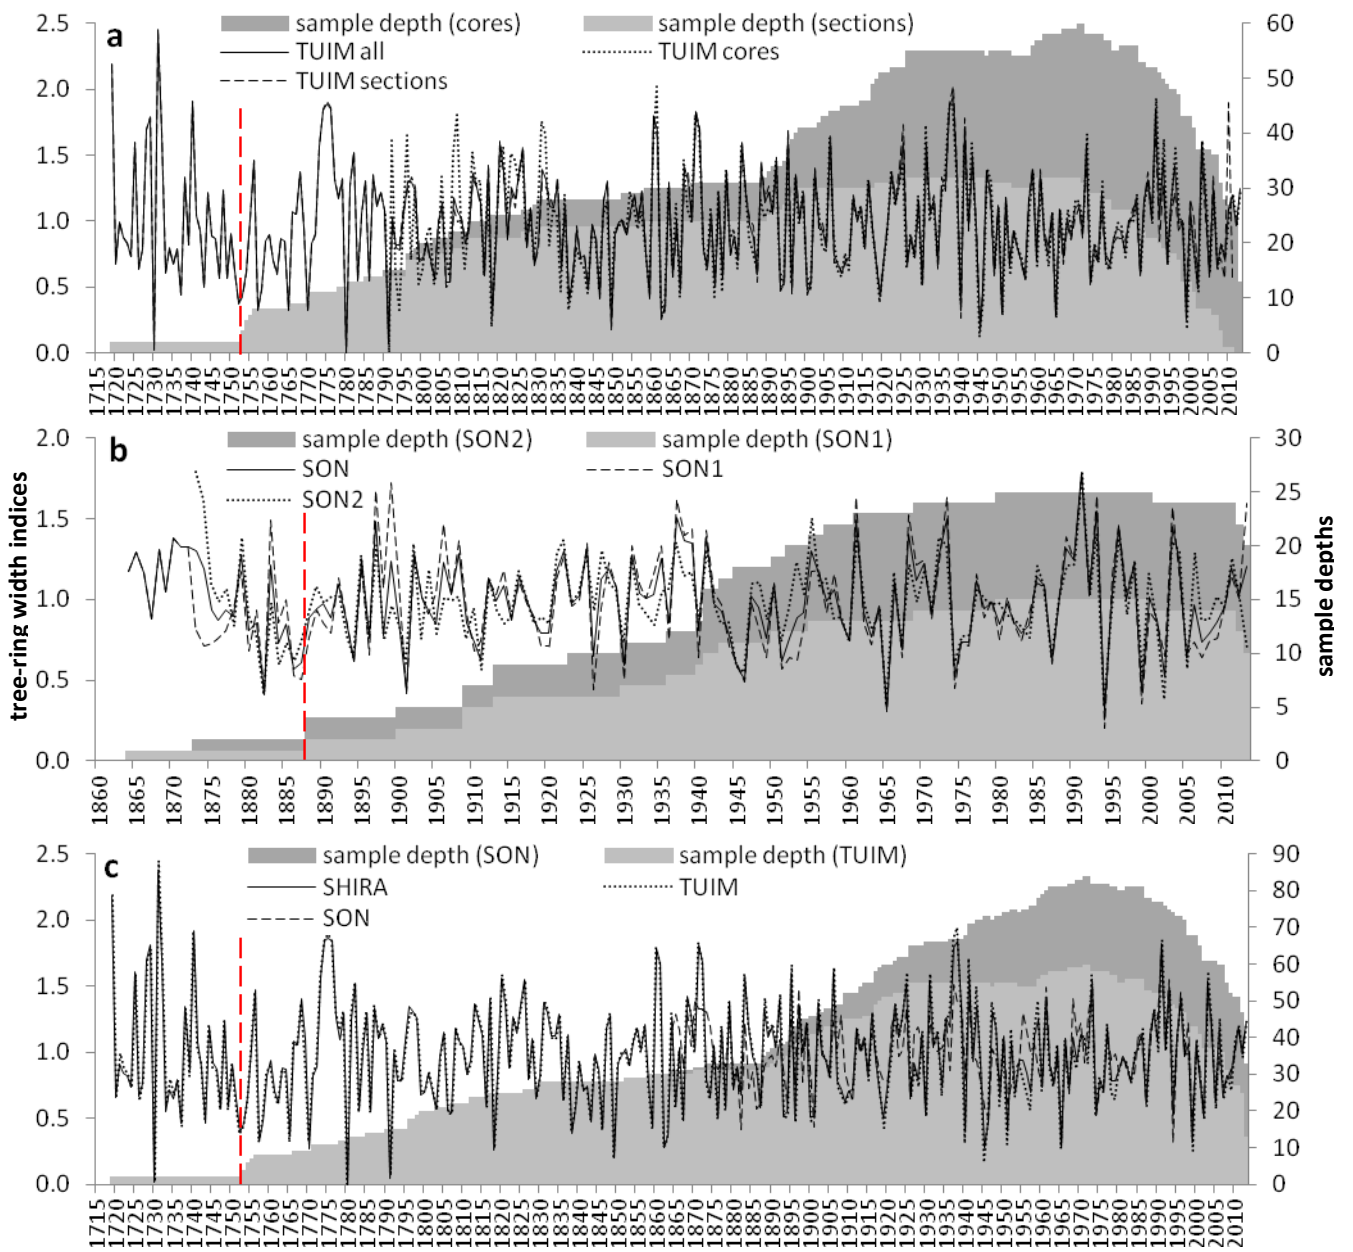 a
sample depth (cores) sample depth (sections)
TUIM all TUIM cores
TUIM sections
2.5 2.0 1.5 1.0 0.5 0.0
60 50 40 30 20 10 0
1715 1720 1725 1730 1735 1740 1745 1750 1755 1760 1765 1770 1775 1780 1785 1790 1795 1800 1805 1810 1815 1820 1825 1830 1835 1840 1845 1850 1855 1860 1865 1870 1875 1880 1885 1890 1895 1900 1905 1910 1915 1920 1925 1930 1935 1940 1945 1950 1955 1960 1965 1970 1975 1980 1985 1990 1995 2000 2005 2010
b
sample depth (SON2) sample depth (SON1)
SON SON1
SON2
2.0 1.5 1.0 0.5 0.0
30 25 20 15 10 5 0
tree-ring width indices
sample depths
1860 1865 1870 1875 1880 1885 1890 1895 1900 1905 1910 1915 1920 1925 1930 1935 1940 1945 1950 1955 1960 1965 1970 1975 1980 1985 1990 1995 2000 2005 2010
c
sample depth (SON) sample depth (TUIM)
SHIRA TUIM
SON
2.5 2.0 1.5 1.0 0.5 0.0
90 80 70 60 50 40 30 20 10 0
1715 1720 1725 1730 1735 1740 1745 1750 1755 1760 1765 1770 1775 1780 1785 1790 1795 1800 1805 1810 1815 1820 1825 1830 1835 1840 1845 1850 1855 1860 1865 1870 1875 1880 1885 1890 1895 1900 1905 1910 1915 1920 1925 1930 1935 1940 1945 1950 1955 1960 1965 1970 1975 1980 1985 1990 1995 2000 2005 2010